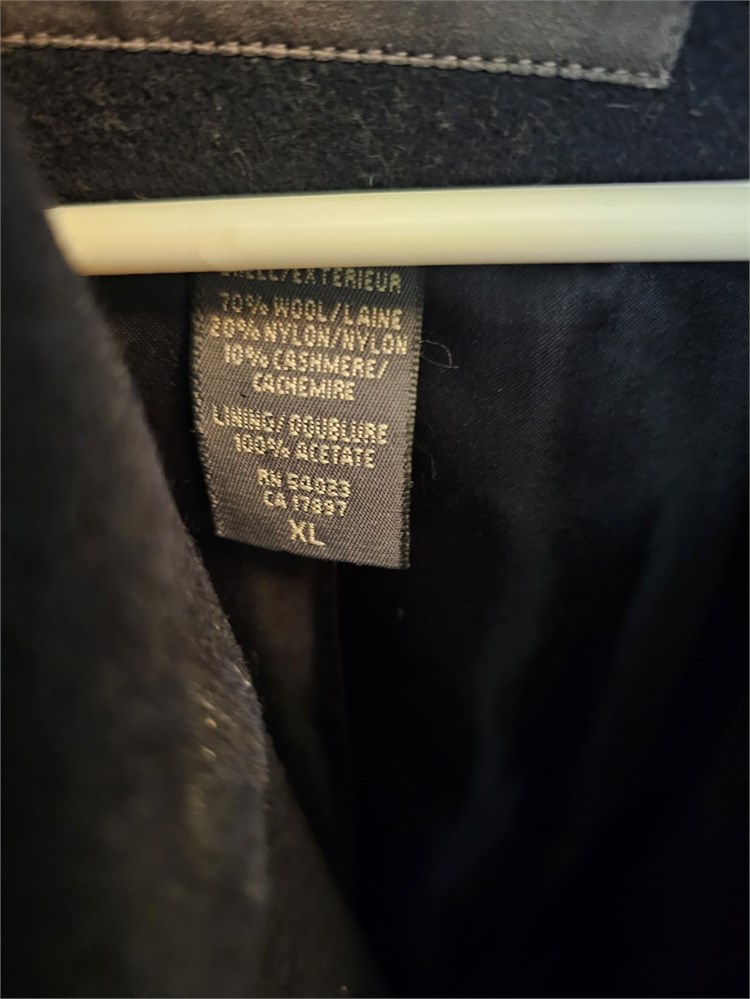 SHELL/EXTERIEUR
70% WOOL/LAINE
20% NYLON/NYLON
10% CASHMERE/
CACHEMIRE
LINING/DOUBLURE
100% ACETATE
RN
CA 17897
XL